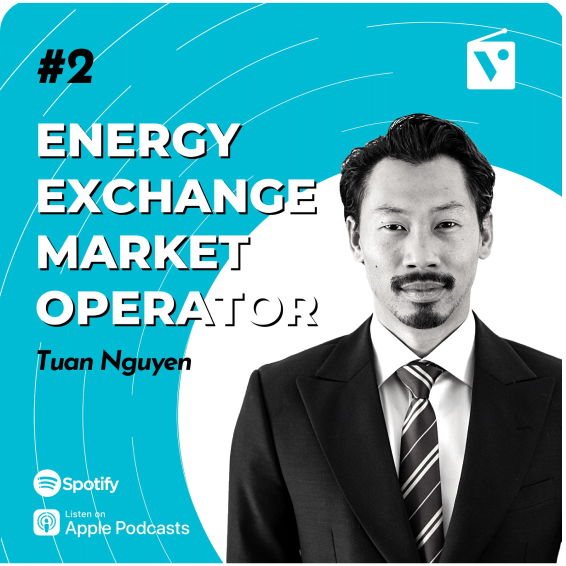 #2
ENERGY
EXCHANGE
MARKET
OPERATOR
Tuan Nguyen
Spotify
Listen on
Apple Podcasts